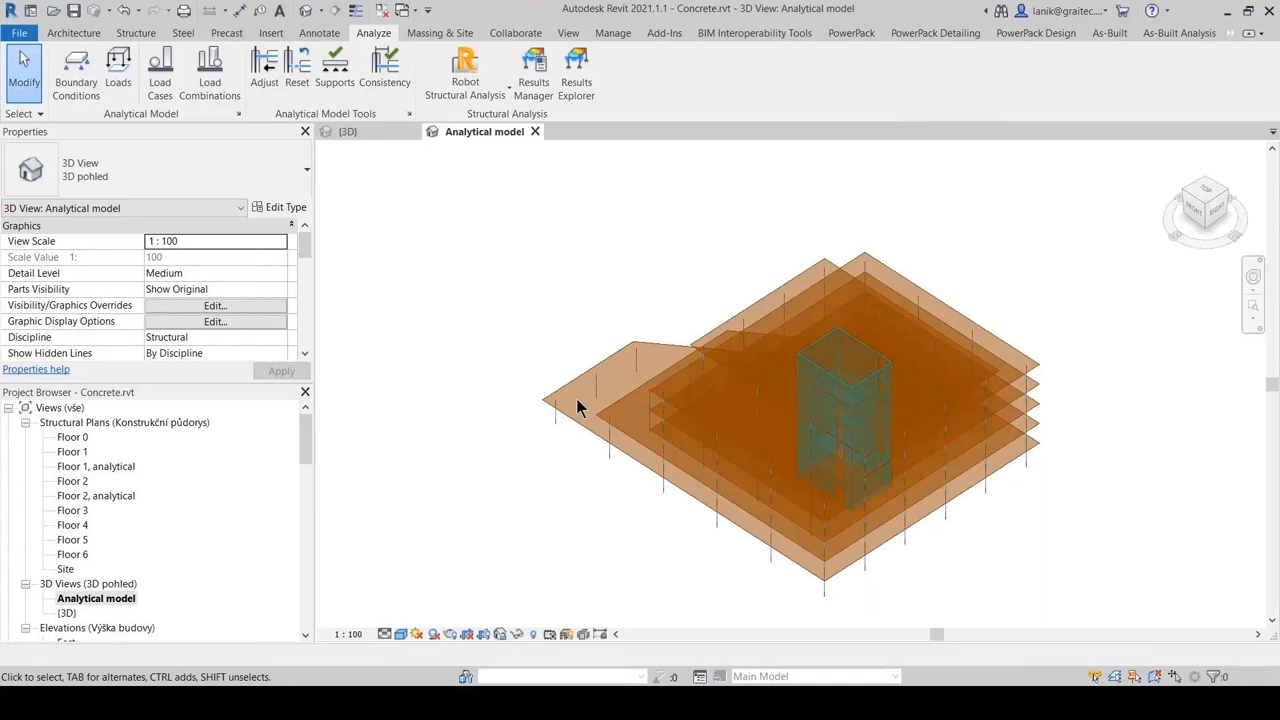 Autodesk Revit 2021.1.1 - Concrete.rvt - 3D View: Analytical model
lanik@graitec....
File Architecture Structure Steel Precast Insert Annotate Analyze Massing & Site Collaborate View Manage Add-Ins BIM Interoperability Tools PowerPack PowerPack Detailing PowerPack Design As-Built As-Built Analysis
Modify
Boundary Conditions
Loads
Load Cases
Load Combinations
Adjust
Reset
Supports
Consistency
Robot Structural Analysis
Results Manager
Results Explorer
Select
Analytical Model
Analytical Model Tools
Structural Analysis
Properties
{3D}
Analytical model
3D View
3D pohled
3D View: Analytical model
Edit Type
Graphics
View Scale 1 : 100
Scale Value 1: 100
Detail Level Medium
Parts Visibility Show Original
Visibility/Graphics Overrides Edit...
Graphic Display Options Edit...
Discipline Structural
Show Hidden Lines By Discipline
Properties help
Apply
Project Browser - Concrete.rvt
Views (vše)
Structural Plans (Konstrukční půdorys)
Floor 0
Floor 1
Floor 1, analytical
Floor 2
Floor 2, analytical
Floor 3
Floor 4
Floor 5
Floor 6
Site
3D Views (3D pohled)
Analytical model
{3D}
Elevations (Výška budovy)
TOP
FRONT
RIGHT
1 : 100
Click to select, TAB for alternates, CTRL adds, SHIFT unselects.
:0
Main Model
:0